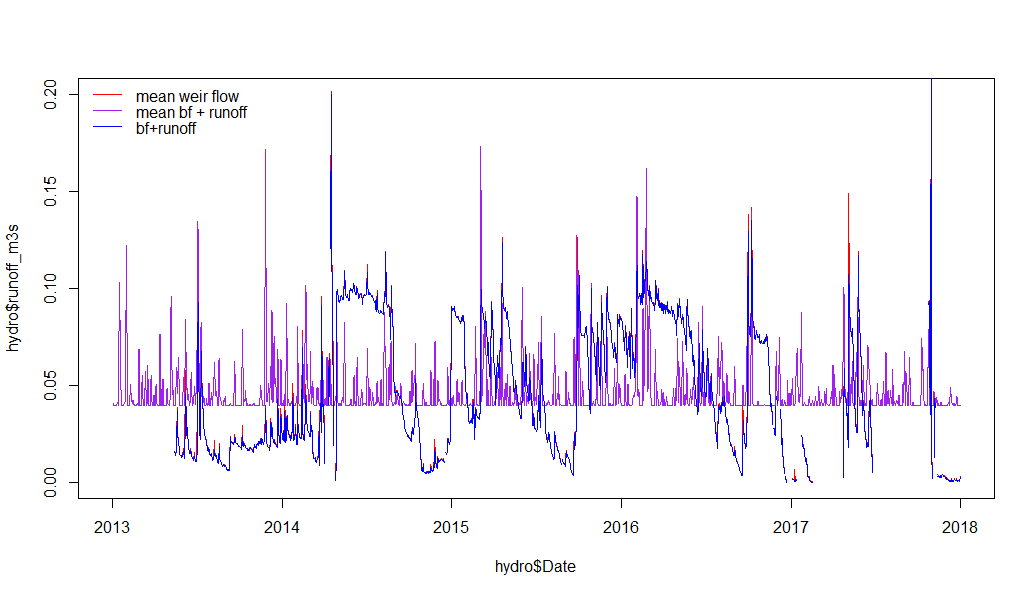 mean weir flow
mean bf + runoff
bf+runoff
hydro$runoff_m3s
0.20
0.15
0.10
0.05
0.00
2013 2014 2015 2016 2017 2018
hydro$Date